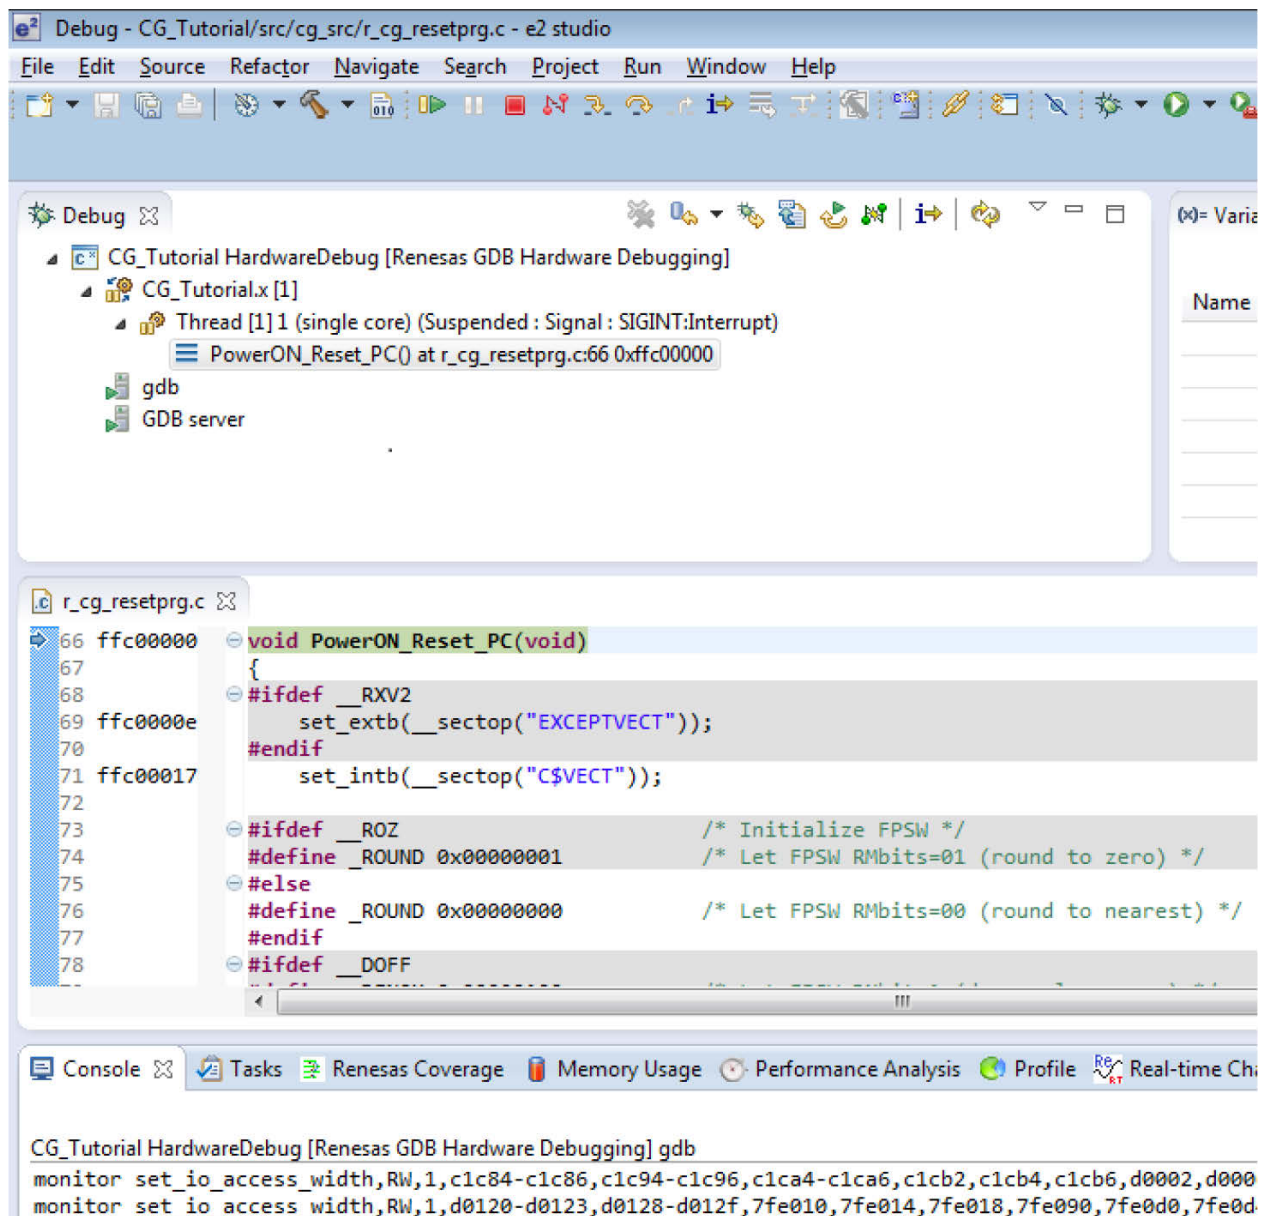 e² Debug - CG_Tutorial/src/cg_src/r_cg_resetprg.c - e2 studio
File Edit Source Refactor Navigate Search Project Run Window Help
Debug
(x)= Varia
CG_Tutorial HardwareDebug [Renesas GDB Hardware Debugging]
CG_Tutorial.x [1]
Name
Thread [1] 1 (single core) (Suspended : Signal : SIGINT:Interrupt)
PowerON_Reset_PC() at r_cg_resetprg.c:66 0xffc00000
gdb
GDB server
r_cg_resetprg.c
66 ffc00000 void PowerON_Reset_PC(void)
67 {
68 #ifdef __RXV2
69 ffc0000e set_extb(__sectop("EXCEPTVECT"));
70 #endif
71 ffc00017 set_intb(__sectop("C$VECT"));
72
73 #ifdef __ROZ /* Initialize FPSW */
74 #define _ROUND 0x00000001 /* Let FPSW RMbits=01 (round to zero) */
75 #else
76 #define _ROUND 0x00000000 /* Let FPSW RMbits=00 (round to nearest) */
77 #endif
78 #ifdef __DOFF
Console Tasks Renesas Coverage Memory Usage Performance Analysis Profile Real-time Cha
CG_Tutorial HardwareDebug [Renesas GDB Hardware Debugging] gdb
monitor set_io_access_width,RW,1,c1c84-c1c86,c1c94-c1c96,c1ca4-c1ca6,c1cb2,c1cb4,c1cb6,d0002,d000
monitor set_io_access_width,RW,1,d0120-d0123,d0128-d012f,7fe010,7fe014,7fe018,7fe090,7fe0d0,7fe0d